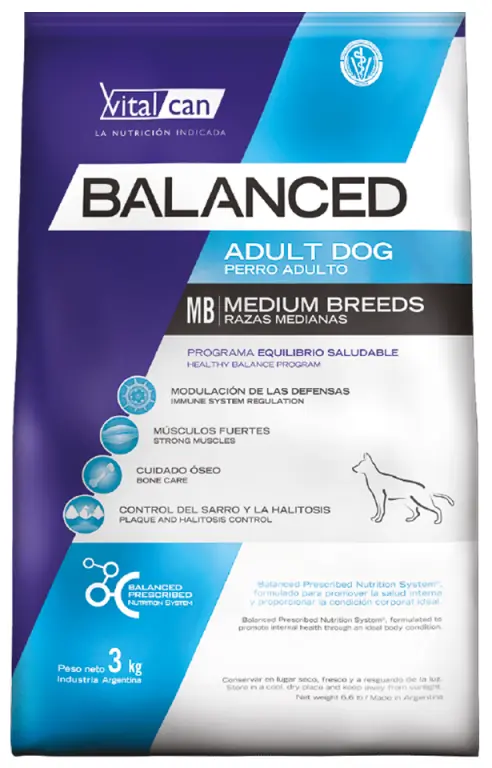 Vital can
LA NUTRICIÓN INDICADA
BALANCED
ADULT DOG
PERRO ADULTO
MB MEDIUM BREEDS
RAZAS MEDIANAS
PROGRAMA EQUILIBRIO SALUDABLE
HEALTHY BALANCE PROGRAM
MODULACIÓN DE LAS DEFENSAS
IMMUNE SYSTEM REGULATION
MÚSCULOS FUERTES
STRONG MUSCLES
CUIDADO ÓSEO
BONE CARE
CONTROL DEL SARRO Y LA HALITOSIS
PLAQUE AND HALITOSIS CONTROL
BALANCED
PRESCRIBED
NUTRITION SYSTEM
Balanced Prescribed Nutrition System®,
formulado para promover la salud interna
y proporcionar la condición corporal ideal.
Balanced Prescribed Nutrition System®, formulated to
promote internal health through an ideal body condition.
Peso neto 3 kg
Industria Argentina
Conservar en lugar seco, fresco y a resguardo de la luz.
Store in a cool, dry place and keep away from sunlight.
Net weight 6.6 lb / Made in Argentina